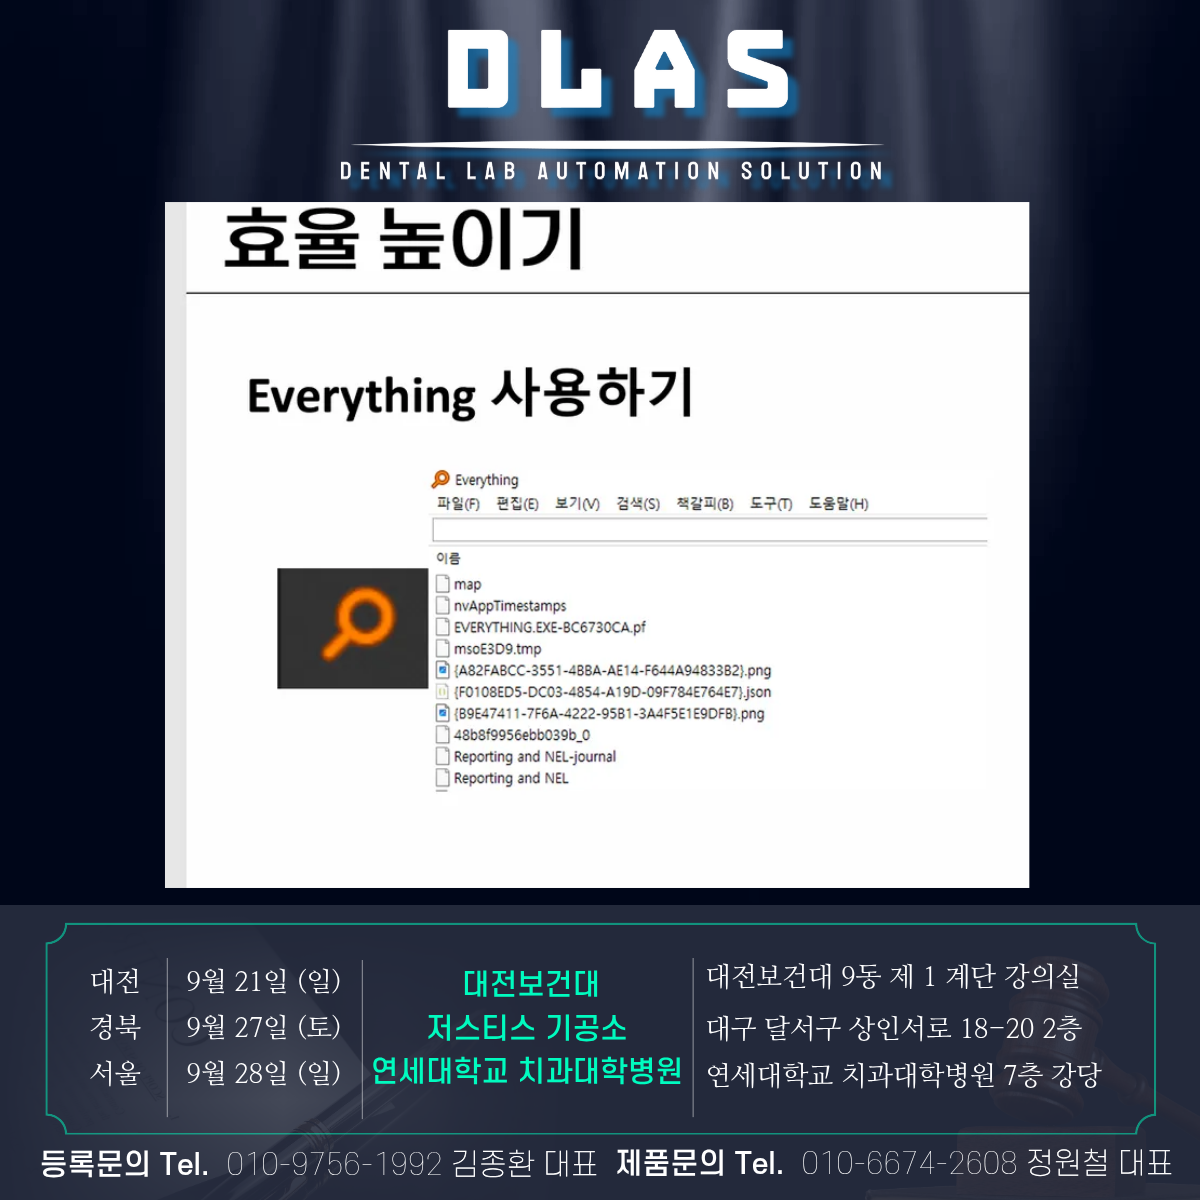 DLAS
DENTAL LAB AUTOMATION SOLUTION
효율 높이기
Everything 사용하기
Everything
파일(F) 편집(E) 보기(V) 검색(S) 책갈피(B) 도구(T) 도움말(H)
이름
map
nvAppTimestamps
EVERYTHING.EXE-BC6730CA.pf
msoE3D9.tmp
{A82FABCC-3551-4BBA-AE14-F644A94833B2}.png
{F0108ED5-DC03-4854-A19D-09F784E764E7}.json
{B9E47411-7F6A-4222-95B1-3A4F5E1E9DFB}.png
48b8f9956ebb039b_0
Reporting and NEL-journal
Reporting and NEL
대전 9월 21일 (일) 대전보건대 대전보건대 9동 제 1 계단 강의실
경북 9월 27일 (토) 저스티스 기공소 대구 달서구 상인서로 18-20 2층
서울 9월 28일 (일) 연세대학교 치과대학병원 연세대학교 치과대학병원 7층 강당
등록문의 Tel. 010-9756-1992 김종환 대표 제품문의 Tel. 010-6674-2608 정원철 대표